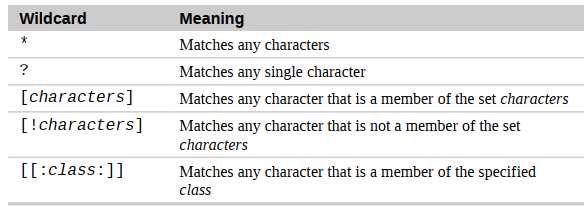 Wildcard Meaning
* Matches any characters
? Matches any single character
[characters] Matches any character that is a member of the set characters
[!characters] Matches any character that is not a member of the set
characters
[[:class:]] Matches any character that is a member of the specified
class